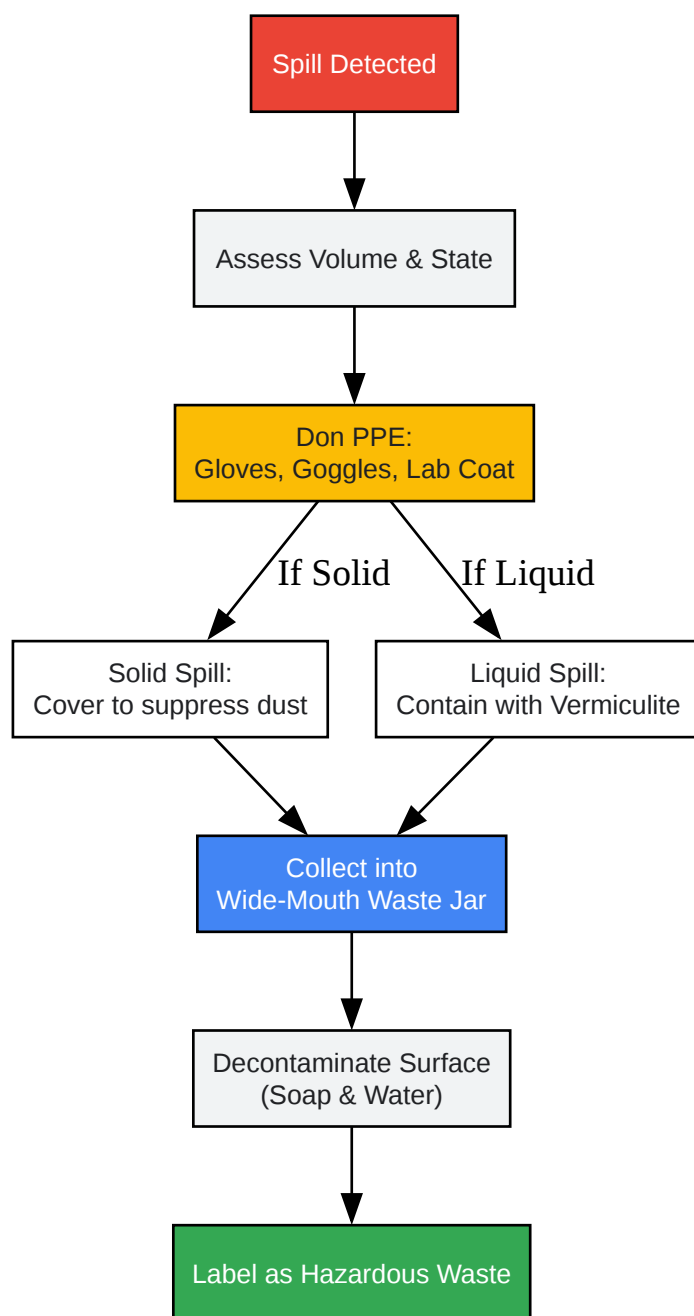 Spill Detected
Assess Volume & State
Don PPE:
Gloves, Goggles, Lab Coat
If Solid
If Liquid
Solid Spill:
Cover to suppress dust
Liquid Spill:
Contain with Vermiculite
Collect into
Wide-Mouth Waste Jar
Decontaminate Surface
(Soap & Water)
Label as Hazardous Waste